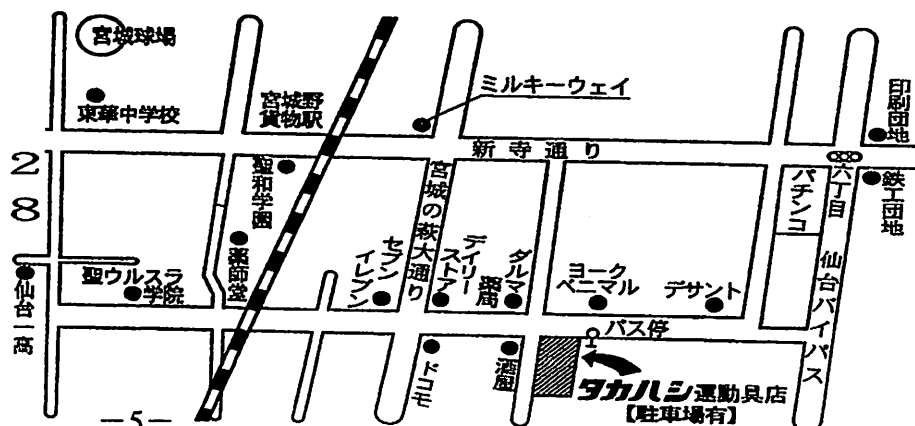 宮城球場
東華中学校
宮城野
貨物駅
ミルキーウェイ
印刷団地
新寺通り
28
聖和学園
宮城の萩大通り
パチンコ
六丁目
鉄工団地
仙台バイパス
薬師堂
セブン
イレブン
デイリー
ストア
ダルマ
薬局
ヨーク
ベニマル
デサント
仙台一高
聖ウルスラ
学院
バス停
ドコモ
酒屋
タカハシ運動具店
【駐車場有】
—5—